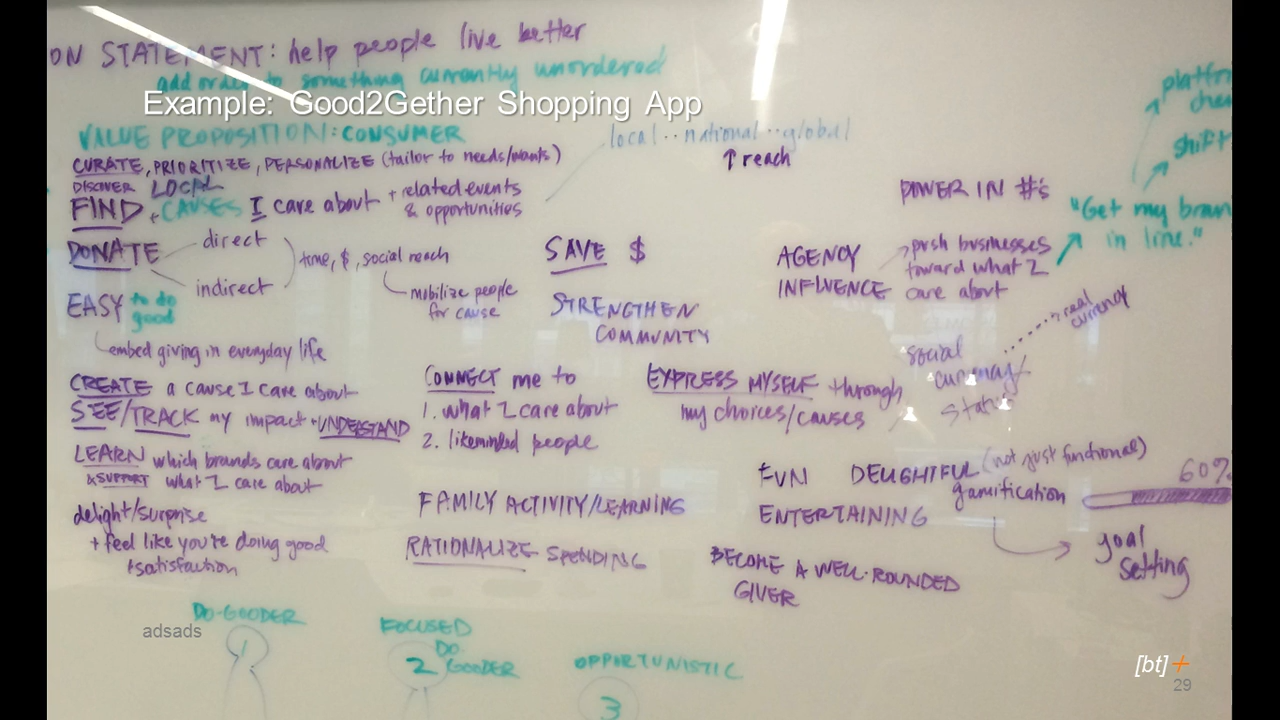 ON STATEMENT: help people live better
add order to something currently unordered
Example: Good2Gether Shopping App
VALUE PROPOSITION: CONSUMER
local .. national .. global
↑ reach
CURATE, PRIORITIZE, PERSONALIZE (tailor to needs/wants)
DISCOVER LOCAL
FIND + CAUSES I care about + related events
& opportunities
DONATE
direct
indirect
time, $, social reach
mobilize people
for cause
EASY to do
good
embed giving in everyday life
CREATE a cause I care about
SEE/TRACK my impact + UNDERSTAND
LEARN which brands care about
& SUPPORT what I care about
delight/surprise
+ feel like you're doing good
+ satisfaction
SAVE $
STRENGTHEN
COMMUNITY
CONNECT me to
1. what I care about
2. likeminded people
FAMILY ACTIVITY/LEARNING
RATIONALIZE SPENDING
POWER IN #'s
AGENCY
INFLUENCE
push businesses
toward what I
care about
"Get my bran
in line."
platfor
shift
EXPRESS MYSELF through
my choices/causes
social
currency
status
real
currency
FUN DELIGHTFUL (not just functional)
gamification
60%
ENTERTAINING
goal
setting
BECOME A WELL-ROUNDED
GIVER
DO-GOODER
1
adsads
FOCUSED
DO
GOODER
2
OPPORTUNISTIC
3
[bt]+
29